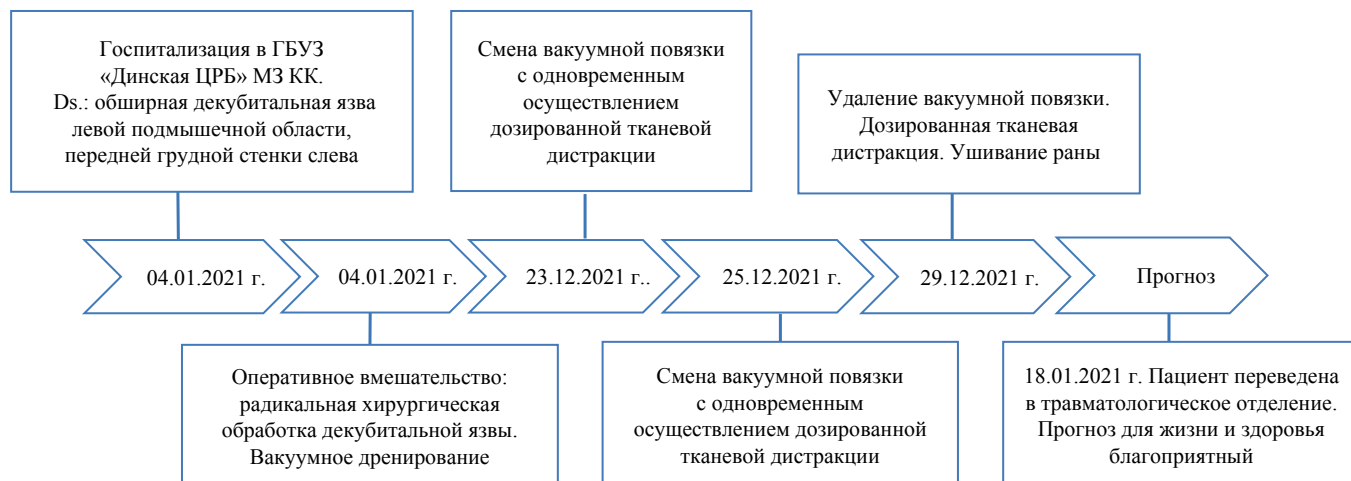 Госпитализация в ГБУЗ
«Динская ЦРБ» МЗ КК.
Ds.: обширная декубитальная язва
левой подмышечной области,
передней грудной стенки слева
Смена вакуумной повязки
с одновременным
осуществлением
дозированной тканевой
дистракции
Удаление вакуумной повязки.
Дозированная тканевая
дистракция. Ушивание раны
04.01.2021 г.
04.01.2021 г.
23.12.2021 г..
25.12.2021 г.
29.12.2021 г.
Прогноз
Оперативное вмешательство:
радикальная хирургическая
обработка декубитальной язвы.
Вакуумное дренирование
Смена вакуумной повязки
с одновременным
осуществлением дозированной
тканевой дистракции
18.01.2021 г. Пациент переведена
в травматологическое отделение.
Прогноз для жизни и здоровья
благоприятный